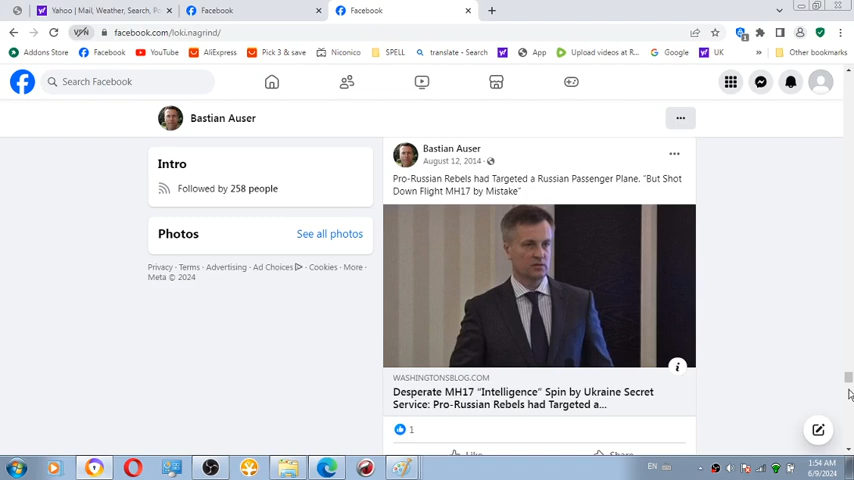 Yahoo | Mail, Weather, Search, Po
Facebook
Facebook
facebook.com/loki.nagrind/
Addons Store
Facebook
YouTube
AliExpress
Pick 3 & save
Niconico
SPELL
translate - Search
UK
App
Upload videos at R...
Google
UK
Other bookmarks
Search Facebook
Bastian Auser
Intro
Followed by 258 people
Photos
See all photos
Privacy · Terms · Advertising · Ad Choices · Cookies · More ·
Meta © 2024
Bastian Auser
August 12, 2014 ·
Pro-Russian Rebels had Targeted a Russian Passenger Plane. "But Shot
Down Flight MH17 by Mistake"
WASHINGTONSBLOG.COM
Desperate MH17 "Intelligence" Spin by Ukraine Secret
Service: Pro-Russian Rebels had Targeted a...
1
Like
Share
EN
1:54 AM
6/9/2024